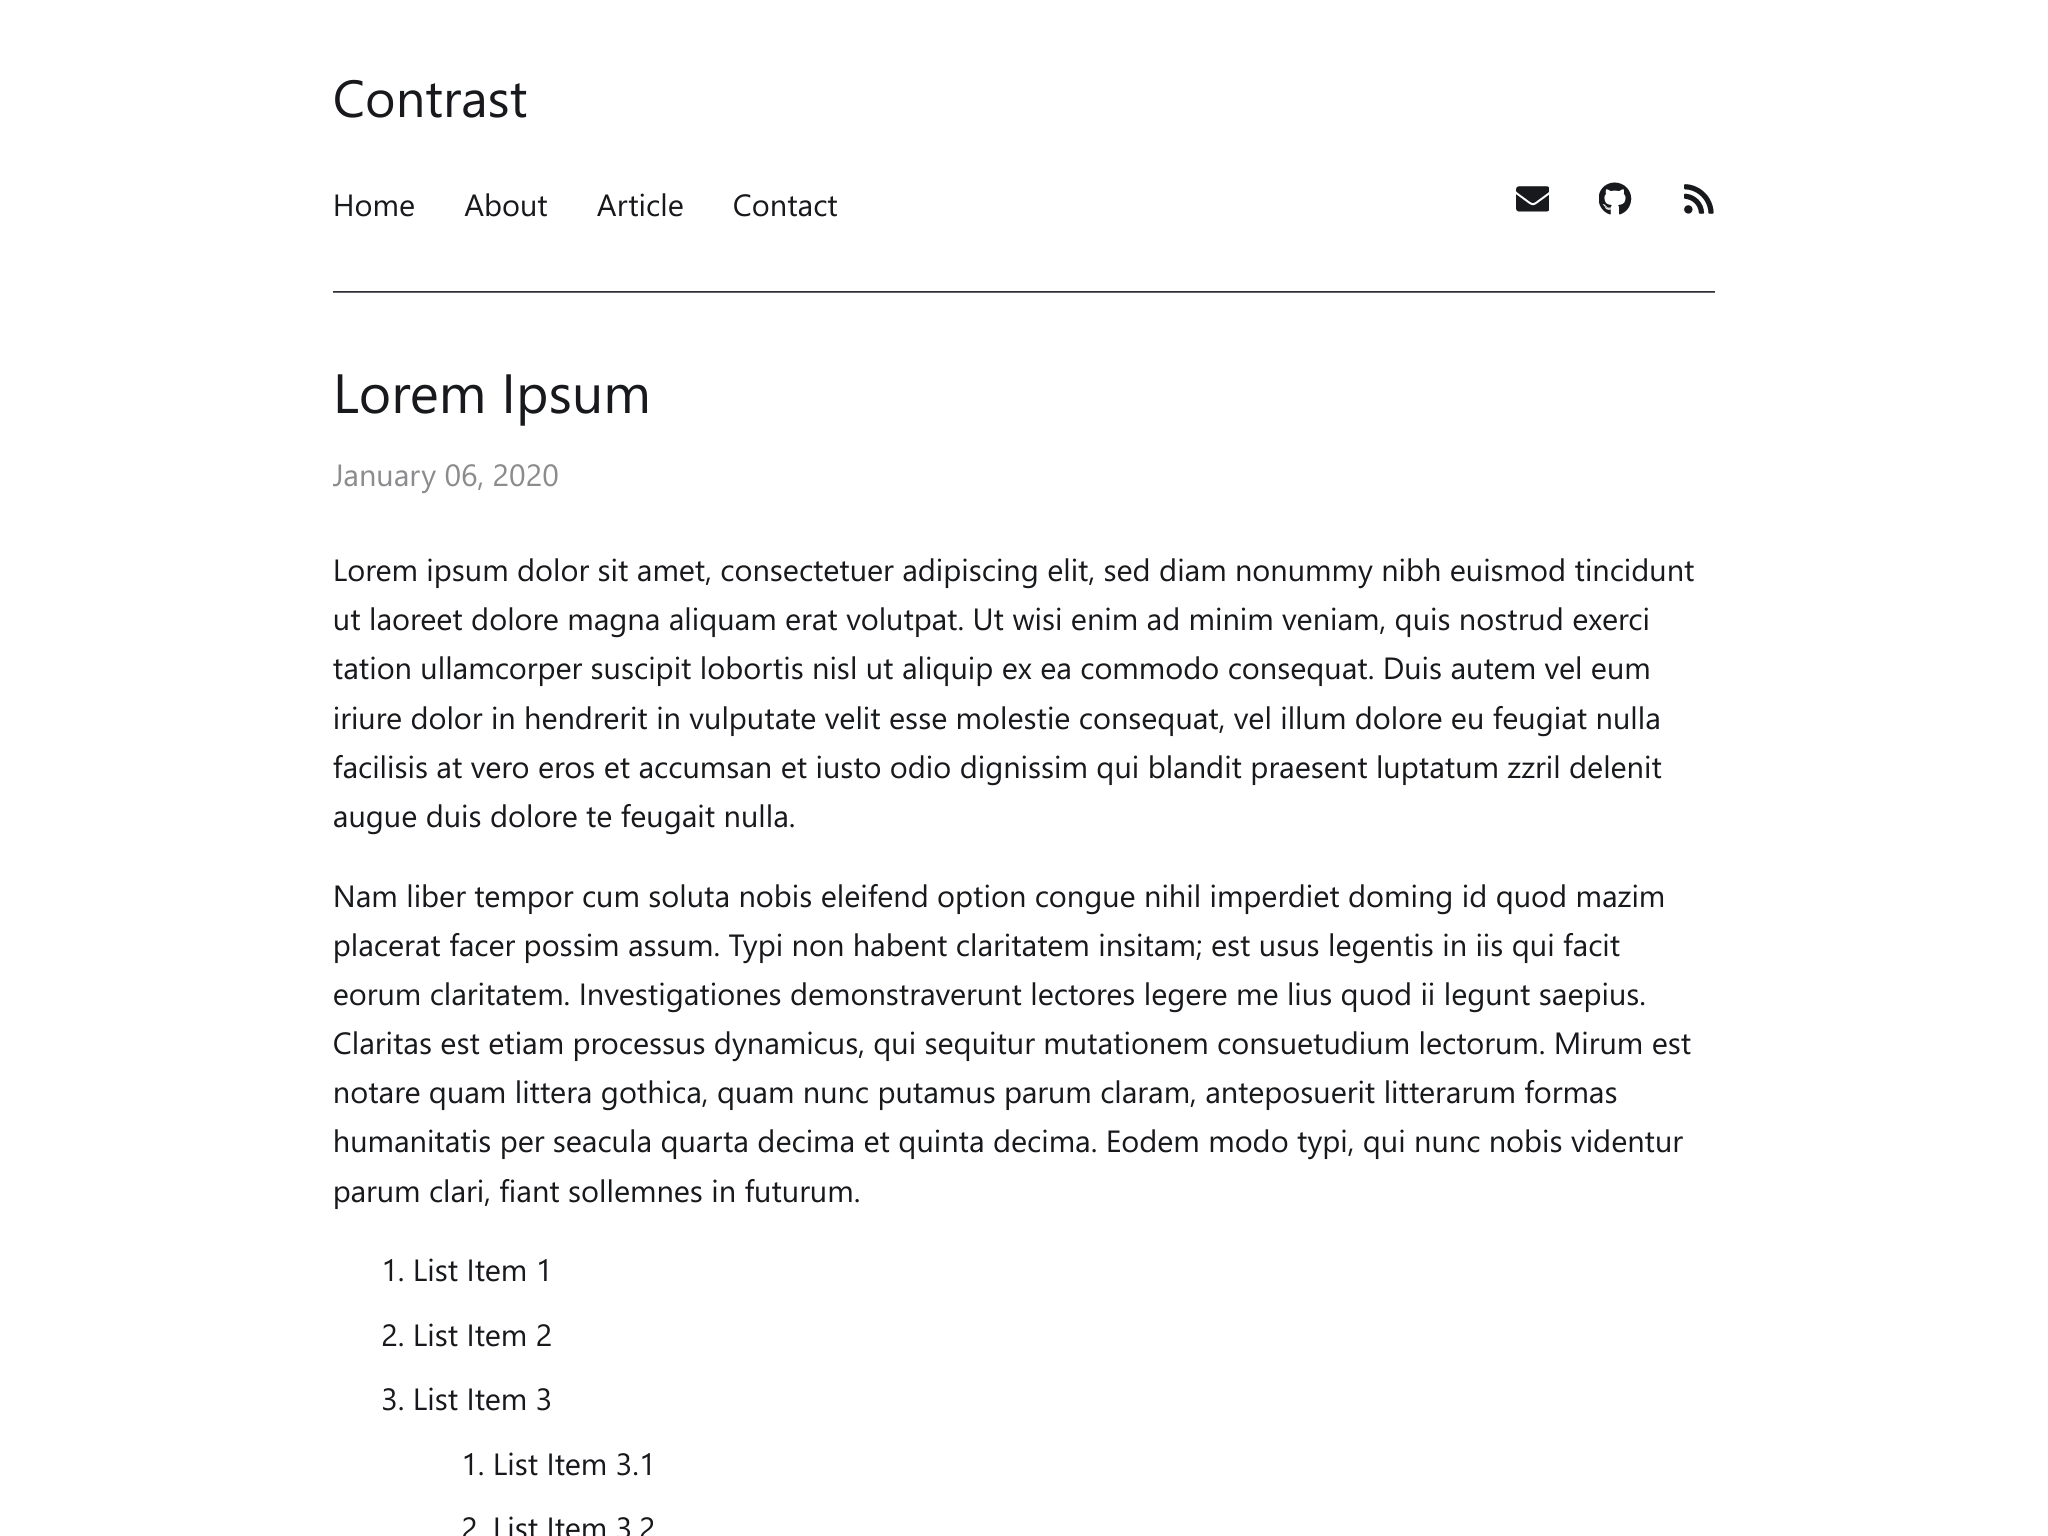 Contrast
Home About Article Contact
Lorem Ipsum
January 06, 2020
Lorem ipsum dolor sit amet, consectetuer adipiscing elit, sed diam nonummy nibh euismod tincidunt
ut laoreet dolore magna aliquam erat volutpat. Ut wisi enim ad minim veniam, quis nostrud exerci
tation ullamcorper suscipit lobortis nisl ut aliquip ex ea commodo consequat. Duis autem vel eum
iriure dolor in hendrerit in vulputate velit esse molestie consequat, vel illum dolore eu feugiat nulla
facilisis at vero eros et accumsan et iusto odio dignissim qui blandit praesent luptatum zzril delenit
augue duis dolore te feugait nulla.
Nam liber tempor cum soluta nobis eleifend option congue nihil imperdiet doming id quod mazim
placerat facer possim assum. Typi non habent claritatem insitam; est usus legentis in iis qui facit
eorum claritatem. Investigationes demonstraverunt lectores legere me lius quod ii legunt saepius.
Claritas est etiam processus dynamicus, qui sequitur mutationem consuetudium lectorum. Mirum est
notare quam littera gothica, quam nunc putamus parum claram, anteposuerit litterarum formas
humanitatis per seacula quarta decima et quinta decima. Eodem modo typi, qui nunc nobis videntur
parum clari, fiant sollemnes in futurum.
1. List Item 1
2. List Item 2
3. List Item 3
1. List Item 3.1
2. List Item 3.2